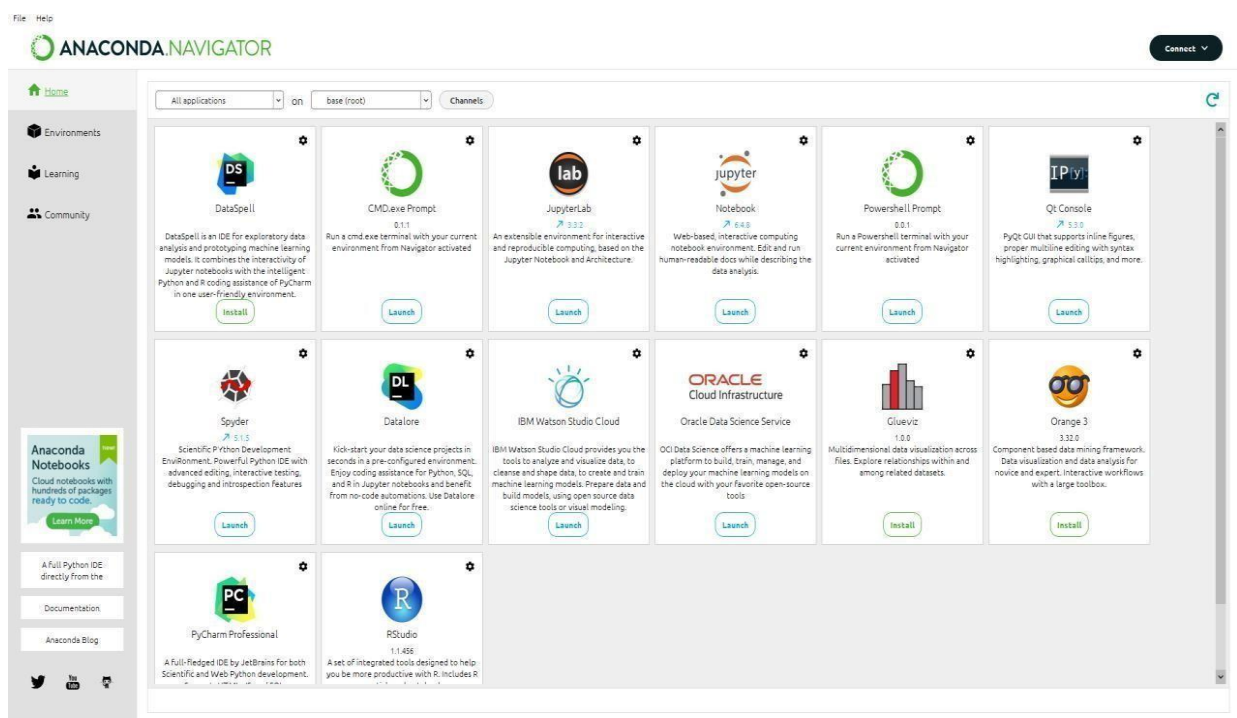 File Help
ANACONDA.NAVIGATOR
Connect
Home
Environments
Learning
Community
All applications on base (root) Channels
DS
DataSpell
DataSpell is an IDE for exploratory data
analysis and prototyping machine learning
models. It combines the interactivity of
Jupyter notebooks with the intelligent
Python and R coding assistance of PyCharm
in one user-friendly environment.
Install
CMD.exe Prompt
0.1.1
Run a cmd.exe terminal with your current
environment from Navigator activated
Launch
lab
JupyterLab
3.3.2
An extensible environment for interactive
and reproducible computing, based on the
Jupyter Notebook and Architecture.
Launch
jupyter
Notebook
6.4.8
Web-based, interactive computing
notebook environment. Edit and run
human-readable docs while describing the
data analysis.
Launch
Powershell Prompt
0.0.1
Run a Powershell terminal with your
current environment from Navigator
activated
Launch
IP[y]:
Qt Console
5.3.0
PyQt GUI that supports inline figures,
proper multiline editing with syntax
highlighting, graphical calltips, and more.
Launch
Spyder
5.1.5
Scientific PYthon Development
EnviRonment. Powerful Python IDE with
advanced editing, interactive testing,
debugging and introspection features
Launch
DL
Datalore
Kick-start your data science projects in
seconds in a pre-configured environment.
Enjoy coding assistance for Python, SQL,
and R in Jupyter notebooks and benefit
from no-code automations. Use Datalore
online for free.
Launch
IBM Watson Studio Cloud
IBM Watson Studio Cloud provides you the
tools to analyze and visualize data, to
cleanse and shape data, to create and train
machine learning models. Prepare data and
build models, using open source data
science tools or visual modeling.
Launch
ORACLE
Cloud Infrastructure
Oracle Data Science Service
OCI Data Science offers a machine learning
platform to build, train, manage, and
deploy your machine learning models on
the cloud with your favorite open-source
tools
Launch
Glueviz
1.0.0
Multidimensional data visualization across
files. Explore relationships within and
among related datasets.
Install
Orange 3
3.32.0
Component based data mining framework.
Data visualization and data analysis for
novice and expert. Interactive workflows
with a large toolbox.
Install
PC
PyCharm Professional
A full-fledged IDE by JetBrains for both
Scientific and Web Python development.
R
RStudio
1.1.456
A set of integrated tools designed to help
you be more productive with R. Includes R
Anaconda
Notebooks
Cloud notebooks with
hundreds of packages
ready to code.
Learn More
A full Python IDE
directly from the
Documentation
Anaconda Blog
You
Tube